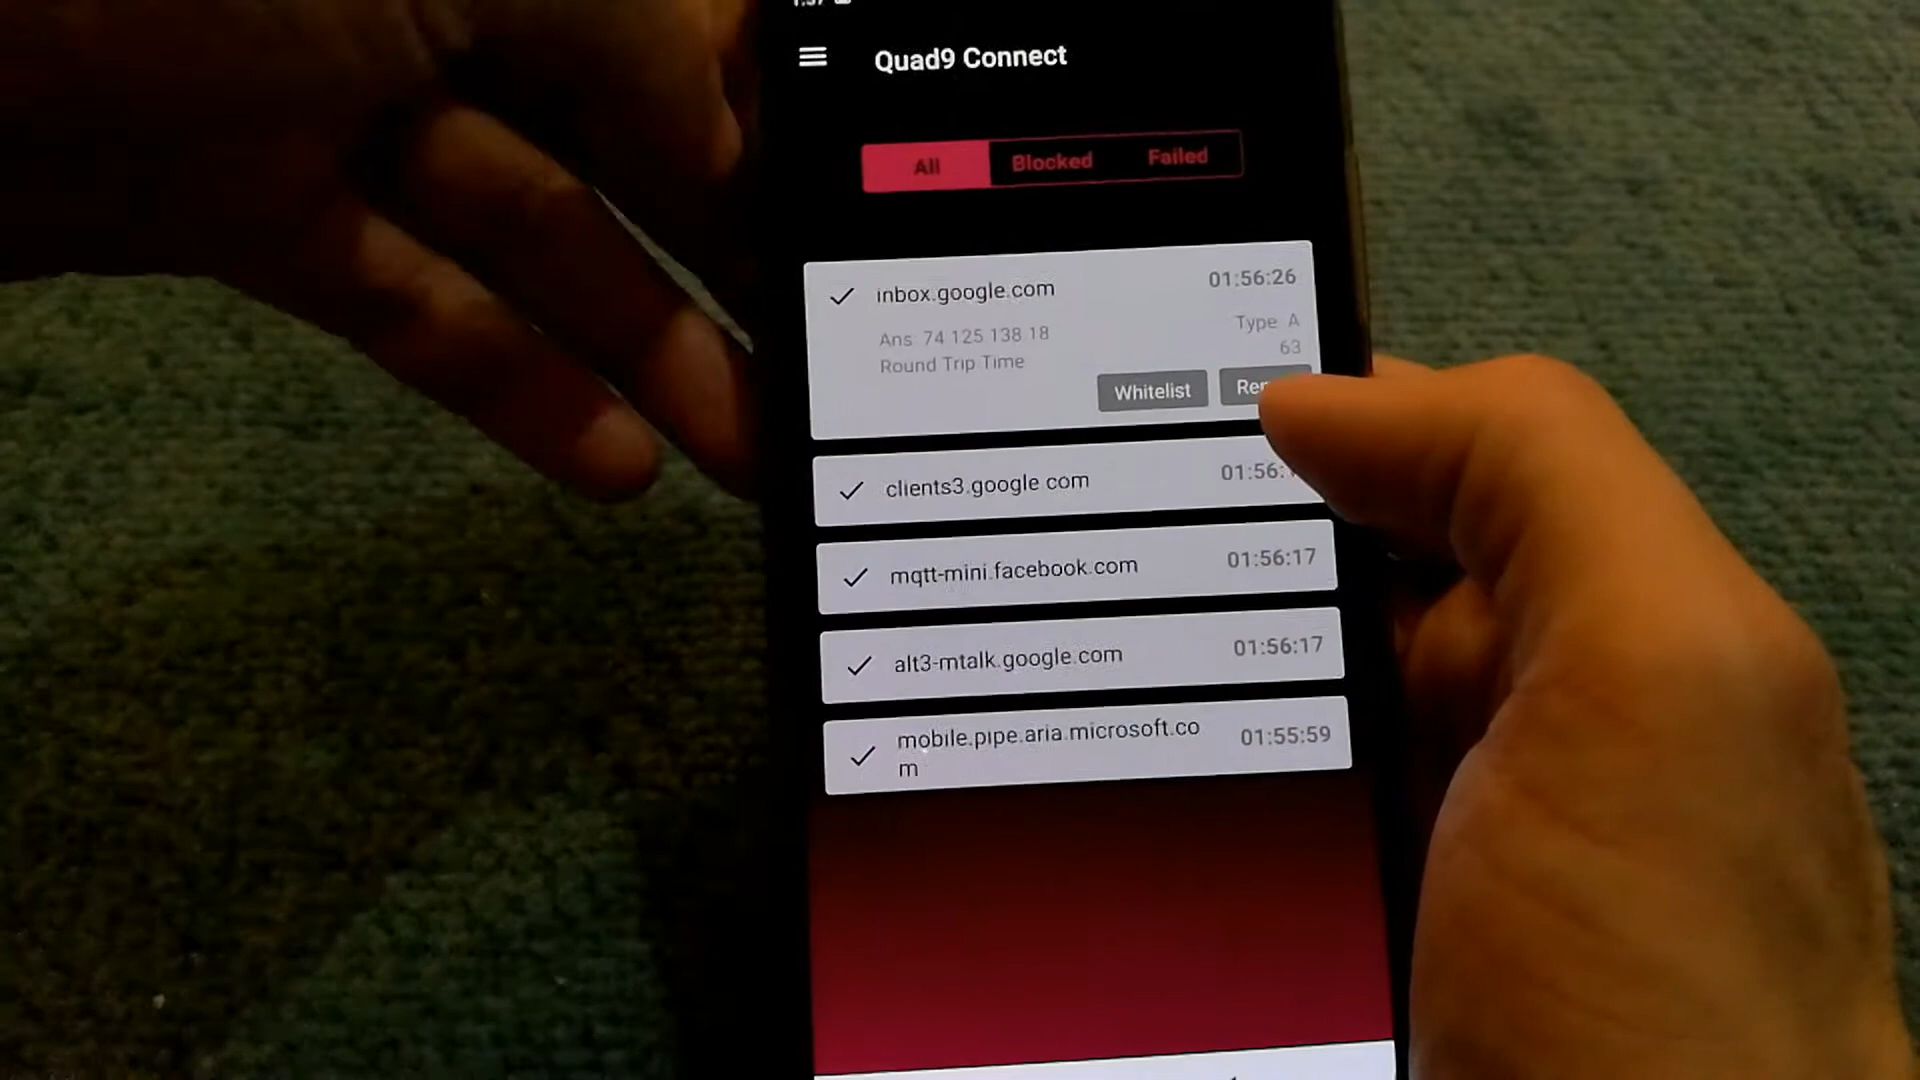 Quad9 Connect
All Blocked Failed
inbox.google.com 01:56:26
Ans 74 125 138 18 Type A
Round Trip Time 63
Whitelist
clients3.google com
mqtt-mini.facebook.com 01:56:17
alt3-mtalk.google.com 01:56:17
mobile.pipe.aria.microsoft.co 01:55:59
m